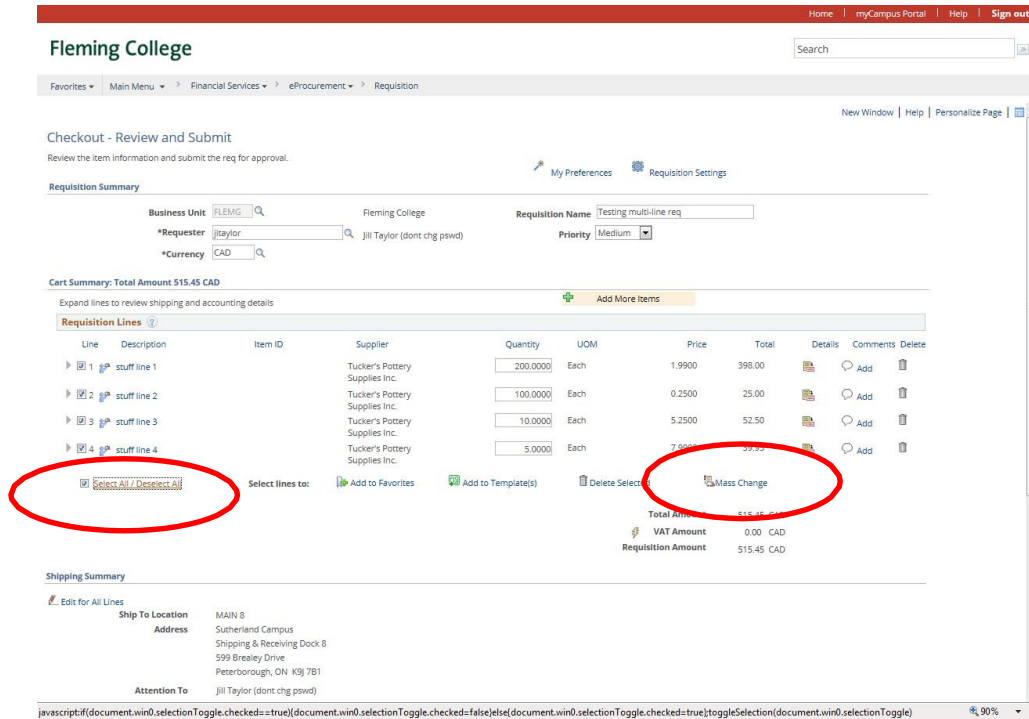 Home | myCampus Portal | Help | Sign out
Fleming College
Search
Favorites Main Menu > Financial Services > eProcurement > Requisition
New Window | Help | Personalize Page |
Checkout - Review and Submit
Review the item information and submit the req for approval.
My Preferences Requisition Settings
Requisition Summary
Business Unit FLEMG Fleming College Requisition Name Testing multi-line req
*Requester jitaylor Jill Taylor (dont chg pswd) Priority Medium
*Currency CAD
Cart Summary: Total Amount 515.45 CAD
Expand lines to review shipping and accounting details Add More Items
Requisition Lines ?
Line Description Item ID Supplier Quantity UOM Price Total Details Comments Delete
1 stuff line 1 Tucker's Pottery Supplies Inc. 200.0000 Each 1.9900 398.00 Add
2 stuff line 2 Tucker's Pottery Supplies Inc. 100.0000 Each 0.2500 25.00 Add
3 stuff line 3 Tucker's Pottery Supplies Inc. 10.0000 Each 5.2500 52.50 Add
4 stuff line 4 Tucker's Pottery Supplies Inc. 5.0000 Each 7.9900 39.95 Add
Select All / Deselect All Select lines to: Add to Favorites Add to Template(s) Delete Selected Mass Change
Total Amount 515.45 CAD
VAT Amount 0.00 CAD
Requisition Amount 515.45 CAD
Shipping Summary
Edit for All Lines
Ship To Location MAIN 8
Address Sutherland Campus
Shipping & Receiving Dock 8
599 Brealey Drive
Peterborough, ON K9J 7B1
Attention To Jill Taylor (dont chg pswd)
javascript:if(document.win0.selectionToggle.checked==true){document.win0.selectionToggle.checked=false}else{document.win0.selectionToggle.checked=true};toggleSelection(document.win0.selectionToggle) 90%